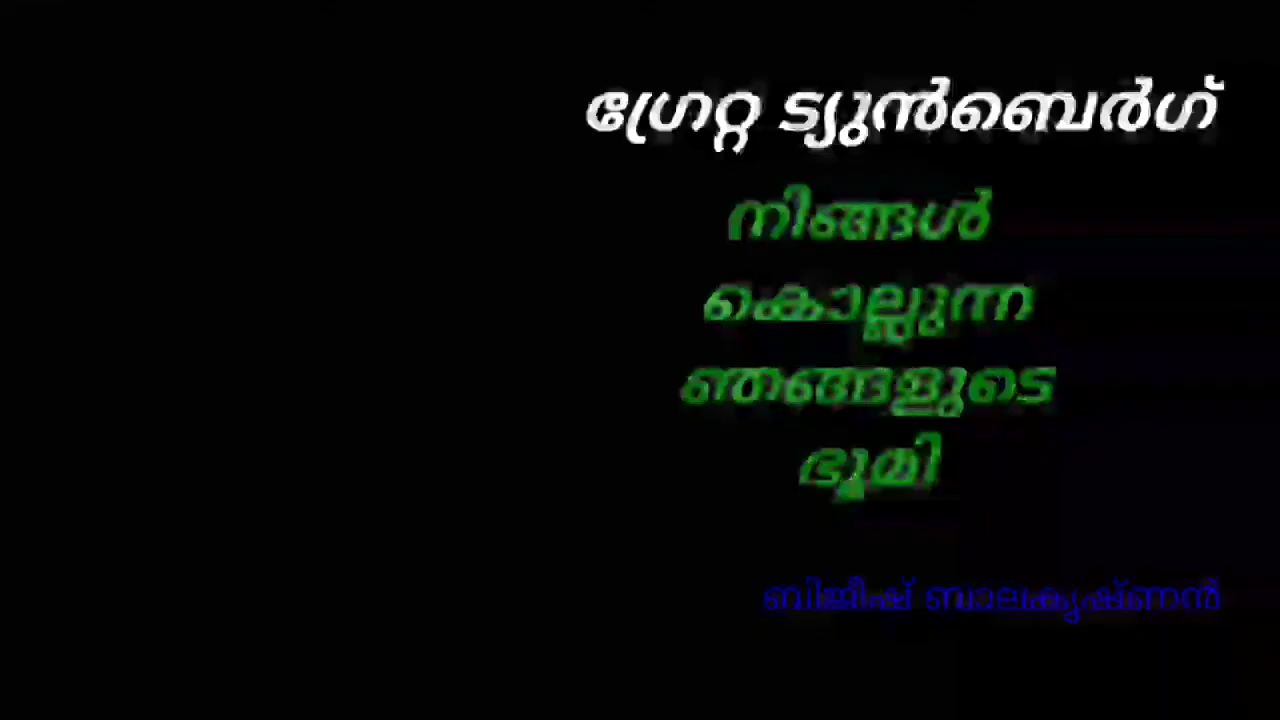 ഗ്രേറ്റ ട്യുൻബെർഗ്
നിങ്ങൾ
കൊല്ലുന്ന
ഞങ്ങളുടെ
ഭൂമി
ബിജീഷ് ബാലകൃഷ്ണൻ